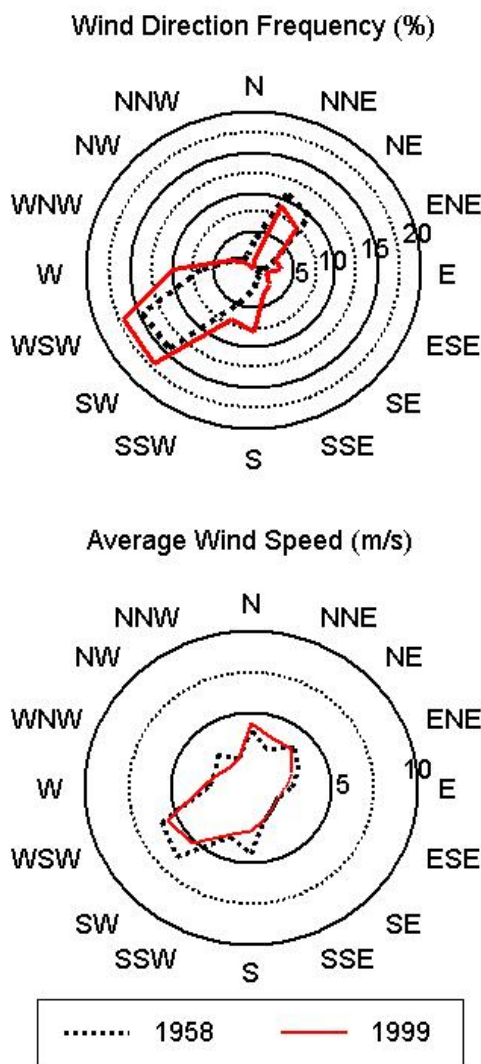 Wind Direction Frequency (%)
N
NNW NNE
NW NE
WNW ENE
20
15
10
5
W E
WSW ESE
SW SE
SSW SSE
S
Average Wind Speed (m/s)
N
NNW NNE
NW NE
WNW ENE
10
5
W E
WSW ESE
SW SE
SSW SSE
S
1958 1999